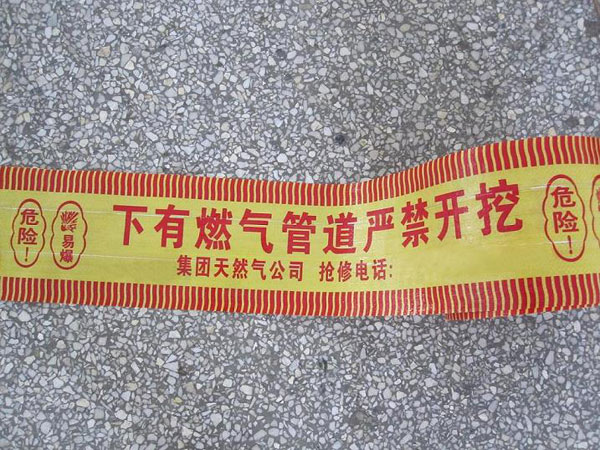 危险！
易爆
下有燃气管道严禁开挖
集团天然气公司 抢修电话:
危险！